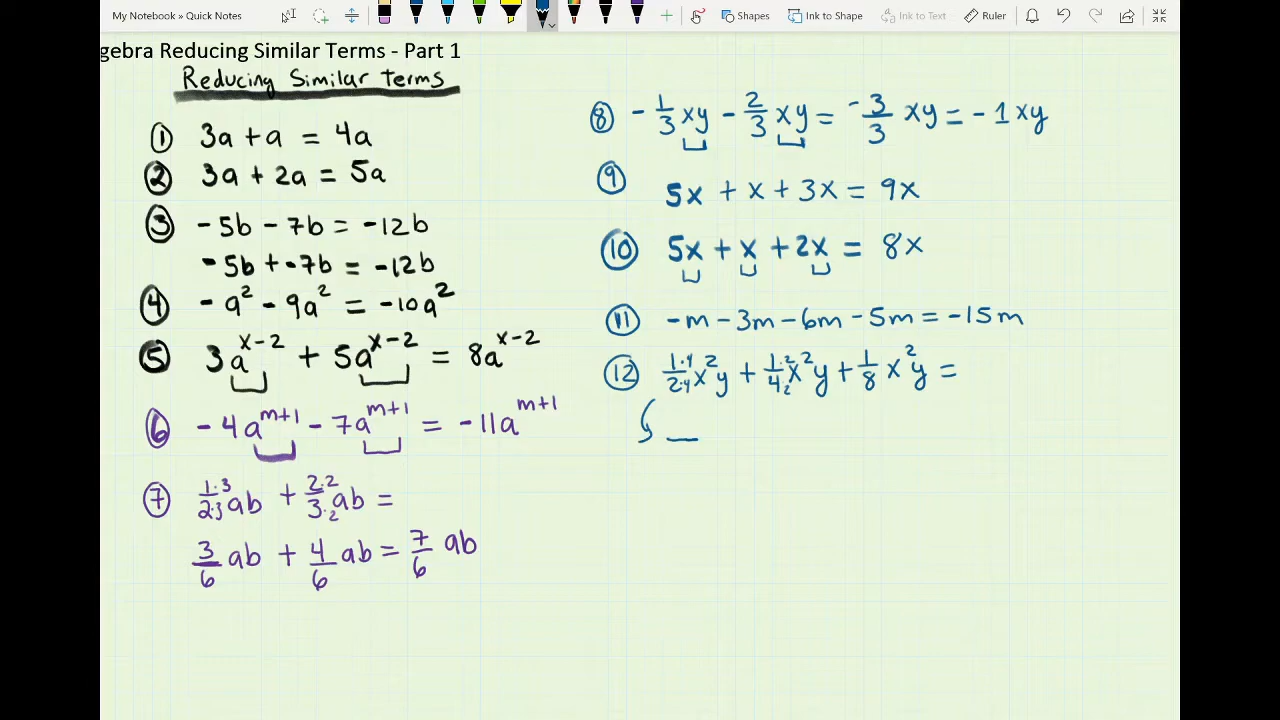 My Notebook » Quick Notes
Shapes
Ink to Shape
Ink to Text
Ruler
gebra Reducing Similar Terms - Part 1
Reducing Similar terms
① 3a + a = 4a
② 3a + 2a = 5a
③ - 5b - 7b = -12b
- 5b + -7b = -12b
④ - a² - 9a² = -10a²
⑤ 3a^(x-2) + 5a^(x-2) = 8a^(x-2)
⑥ - 4a^(m+1) - 7a^(m+1) = -11a^(m+1)
⑦ (1·3)/(2·3) ab + (2·2)/(3·2) ab =
3/6 ab + 4/6 ab = 7/6 ab
⑧ - 1/3 xy - 2/3 xy = -3/3 xy = - 1xy
⑨ 5x + x + 3x = 9x
⑩ 5x + x + 2x = 8x
⑪ -m - 3m - 6m - 5m = -15m
⑫ (1·4)/(2·4) x²y + (1·2)/(4·2) x²y + 1/8 x²y =